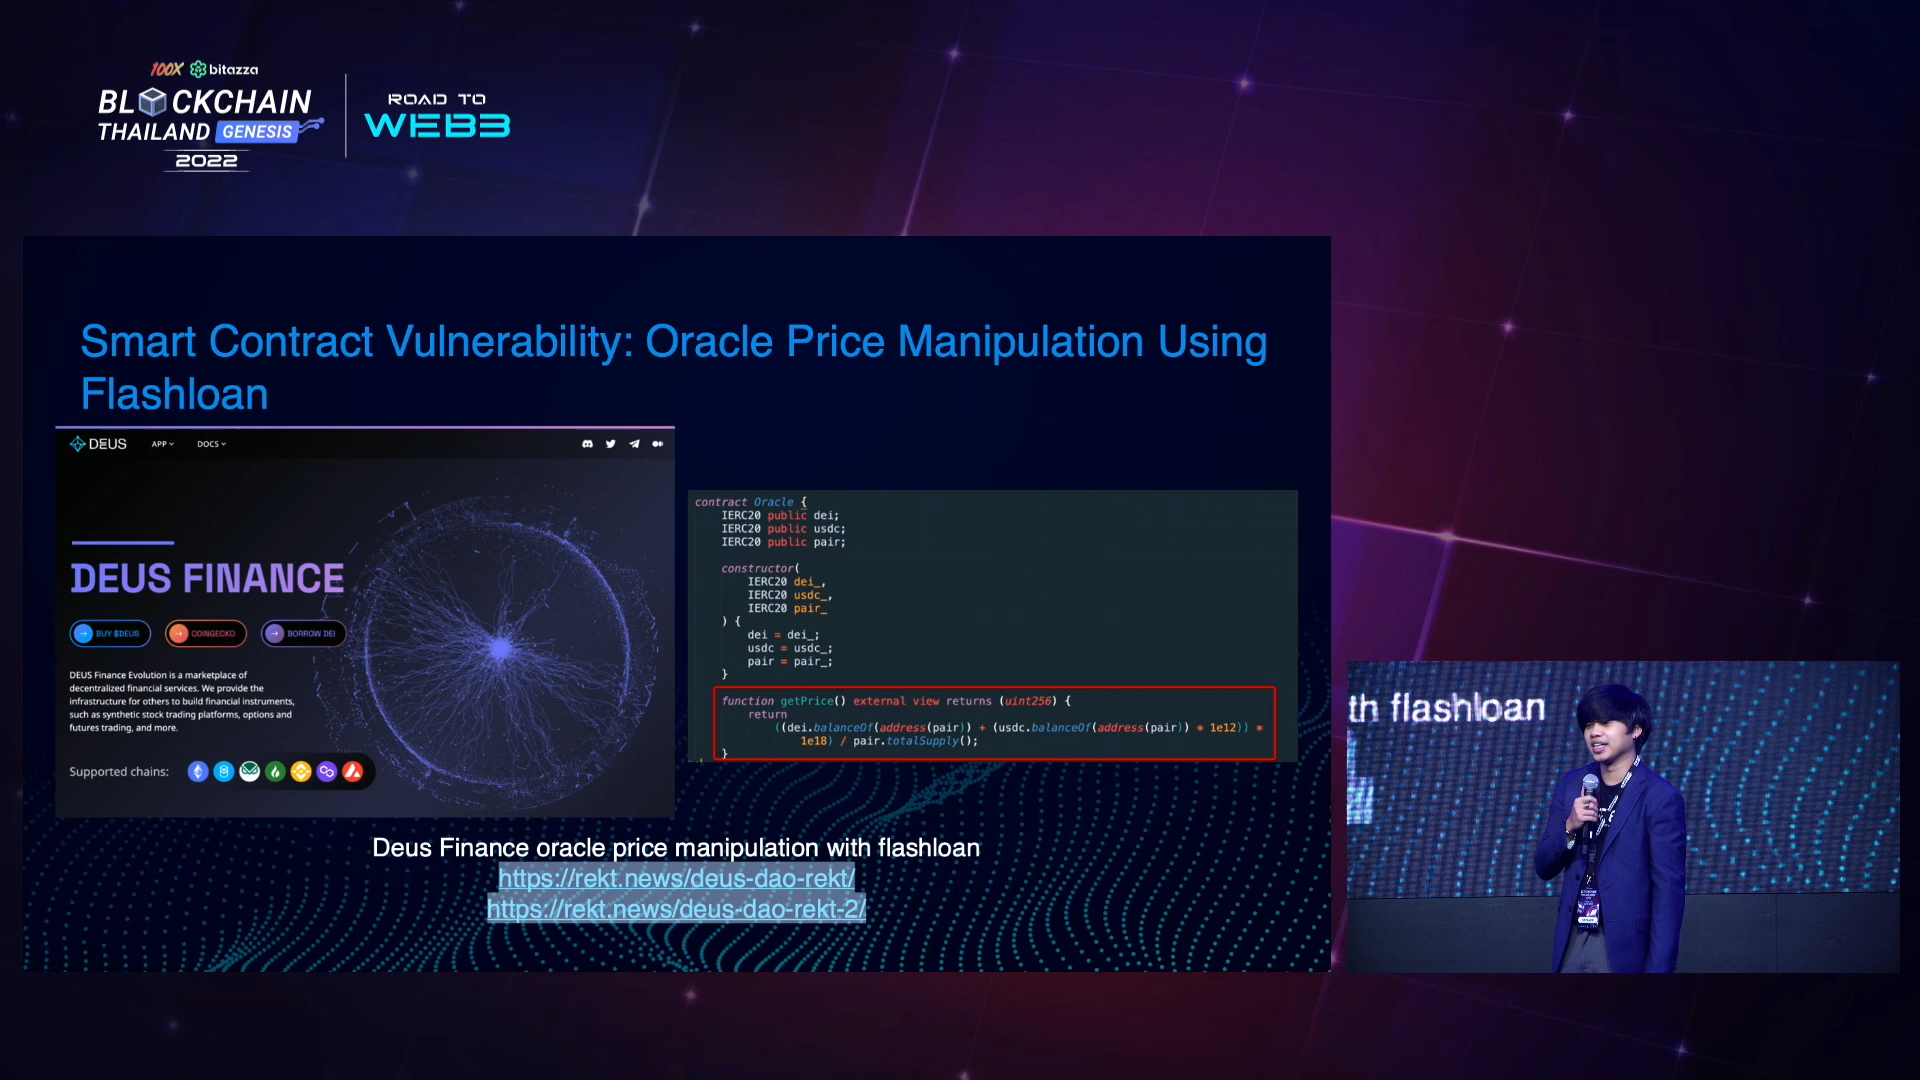 100X bitazza
BLOCKCHAIN
THAILAND GENESIS
2022
ROAD TO
WEB3
Smart Contract Vulnerability: Oracle Price Manipulation Using
Flashloan
DEUS APP DOCS
DEUS FINANCE
BUY $DEUS COINGECKO BORROW DEI
DEUS Finance Evolution is a marketplace of
decentralized financial services. We provide the
infrastructure for others to build financial instruments,
such as synthetic stock trading platforms, options and
futures trading, and more.
Supported chains:
contract Oracle {
IERC20 public dei;
IERC20 public usdc;
IERC20 public pair;
constructor(
IERC20 dei_,
IERC20 usdc_,
IERC20 pair_
) {
dei = dei_;
usdc = usdc_;
pair = pair_;
}
function getPrice() external view returns (uint256) {
return
((dei.balanceOf(address(pair)) + (usdc.balanceOf(address(pair)) * 1e12)) *
1e18) / pair.totalSupply();
}
Deus Finance oracle price manipulation with flashloan
https://rekt.news/deus-dao-rekt/
https://rekt.news/deus-dao-rekt-2/
th flashloan